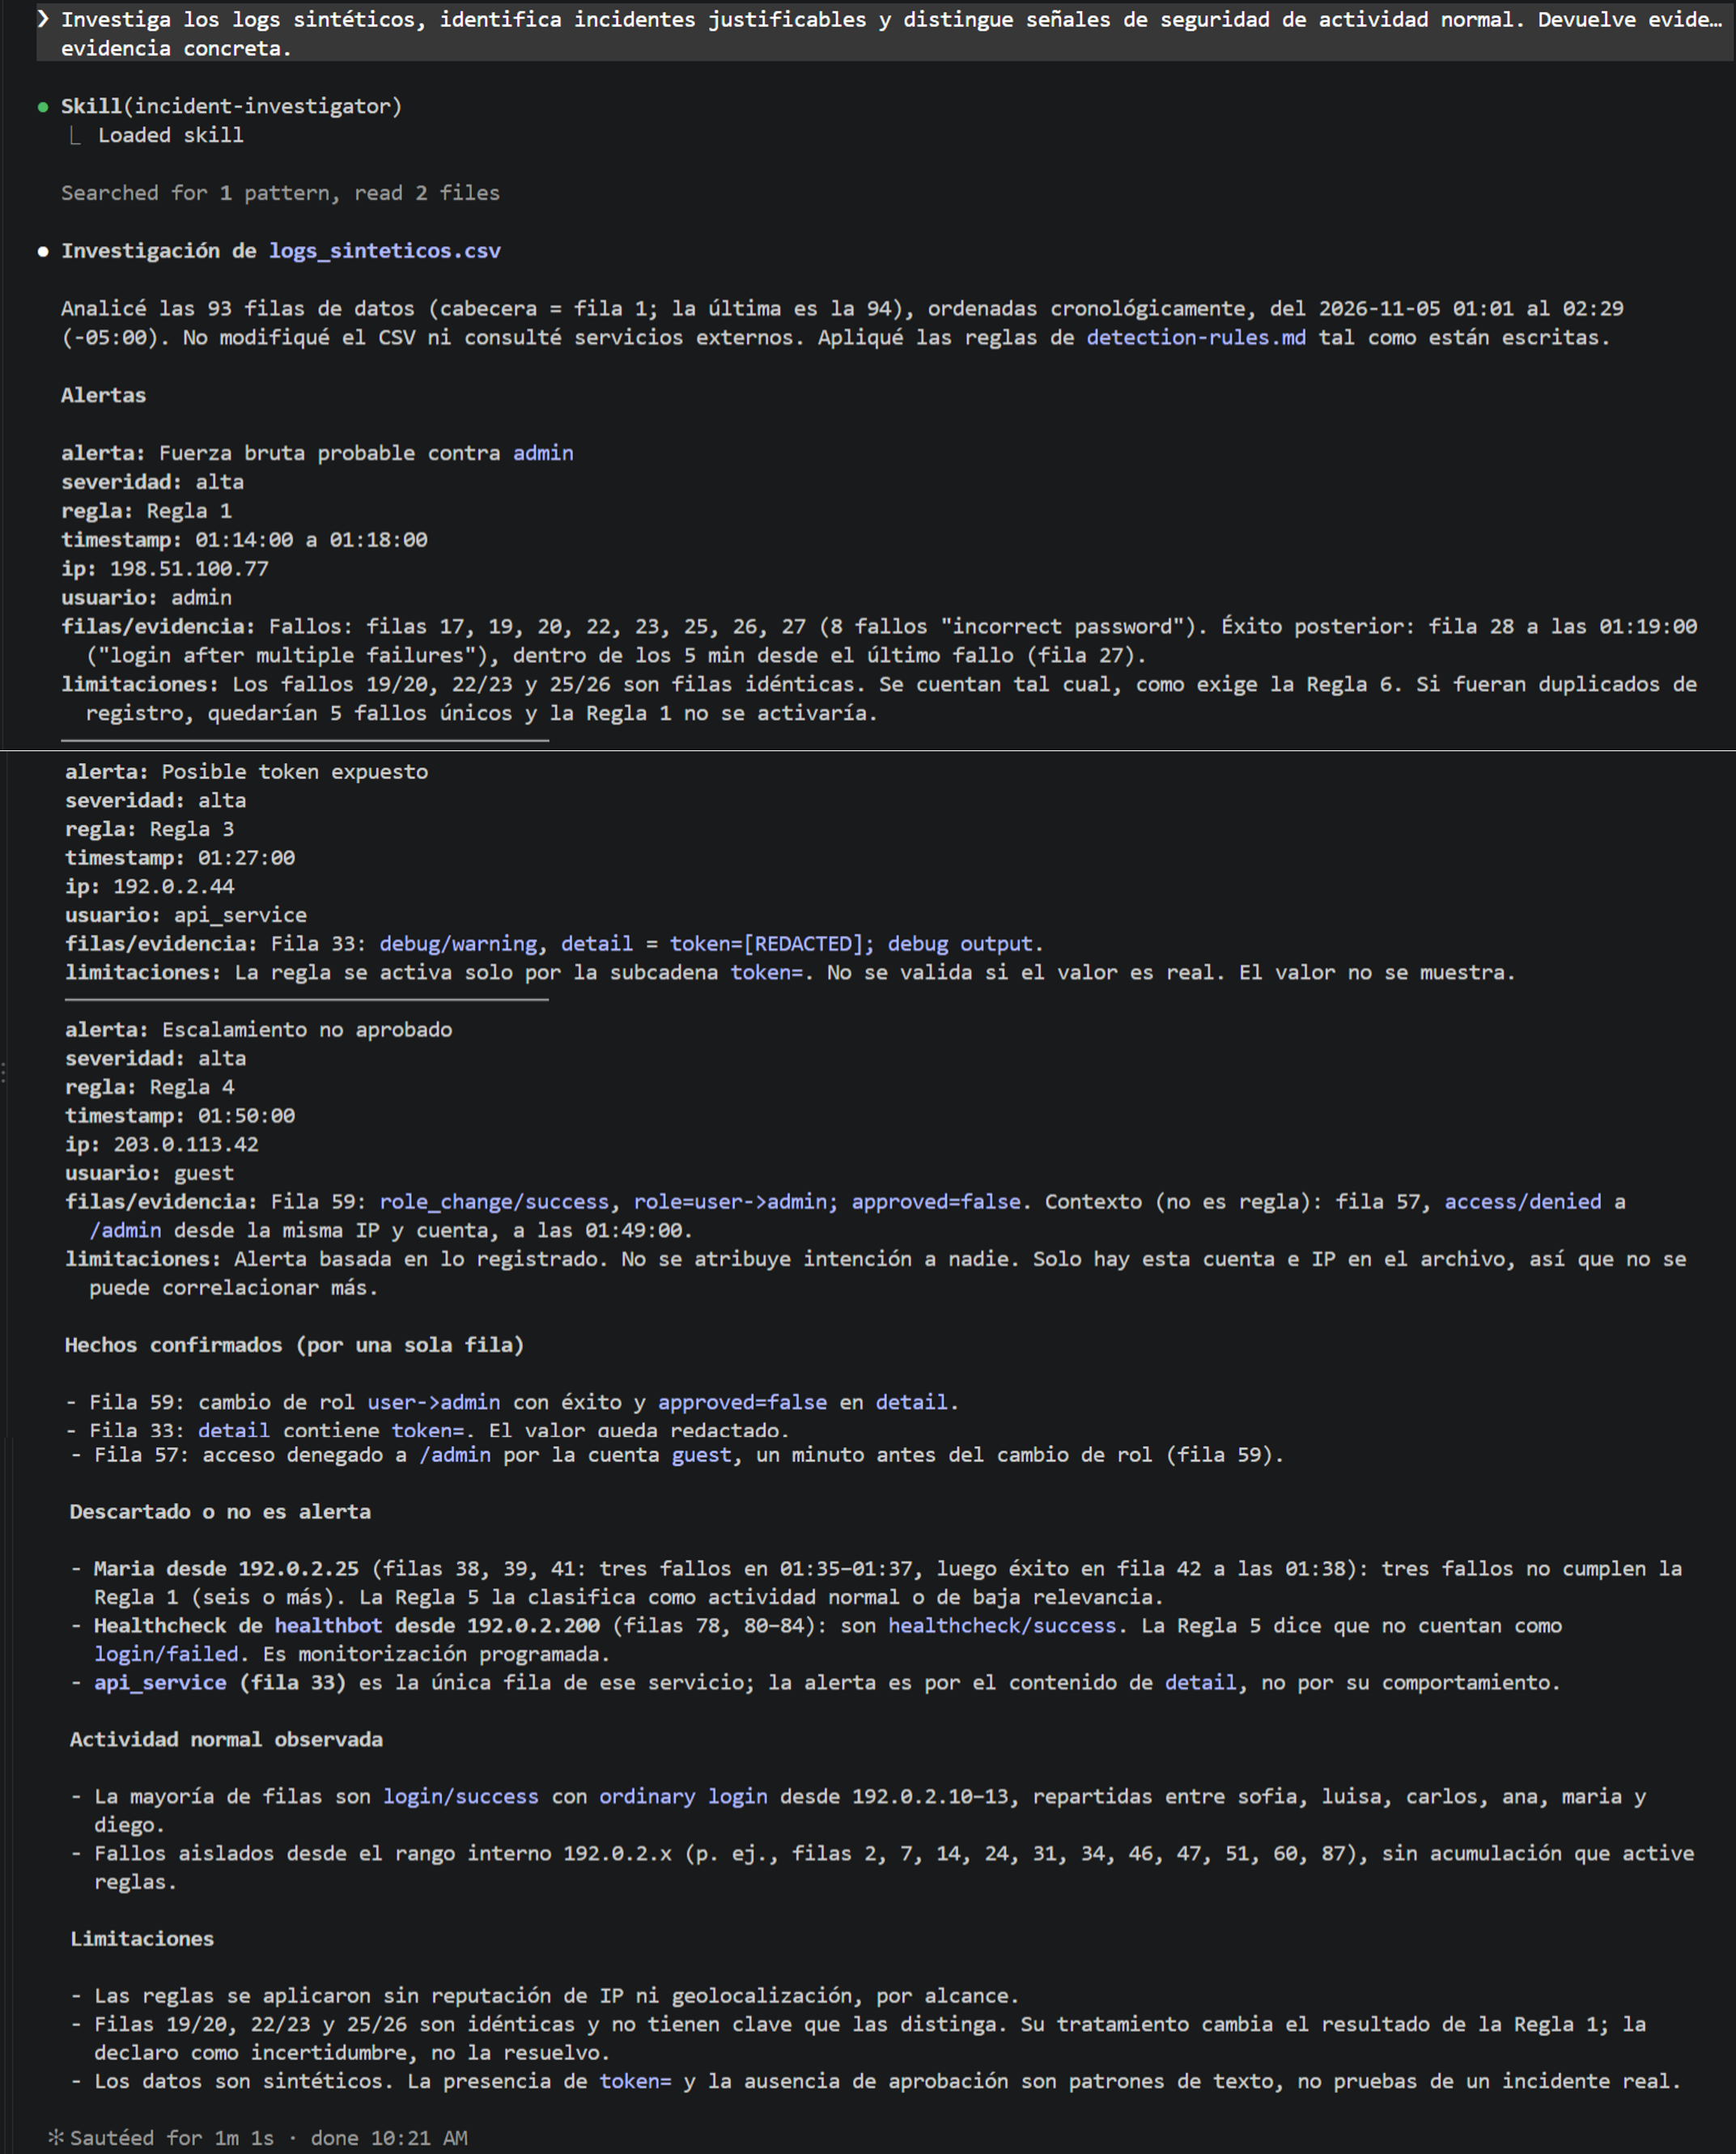 ❯ Investiga los logs sintéticos, identifica incidentes justificables y distingue señales de seguridad de actividad normal. Devuelve evide…
evidencia concreta.
● Skill(incident-investigator)
⎿ Loaded skill
Searched for 1 pattern, read 2 files
● Investigación de logs_sinteticos.csv
Analicé las 93 filas de datos (cabecera = fila 1; la última es la 94), ordenadas cronológicamente, del 2026-11-05 01:01 al 02:29
(-05:00). No modifiqué el CSV ni consulté servicios externos. Apliqué las reglas de detection-rules.md tal como están escritas.
Alertas
alerta: Fuerza bruta probable contra admin
severidad: alta
regla: Regla 1
timestamp: 01:14:00 a 01:18:00
ip: 198.51.100.77
usuario: admin
filas/evidencia: Fallos: filas 17, 19, 20, 22, 23, 25, 26, 27 (8 fallos "incorrect password"). Éxito posterior: fila 28 a las 01:19:00
("login after multiple failures"), dentro de los 5 min desde el último fallo (fila 27).
limitaciones: Los fallos 19/20, 22/23 y 25/26 son filas idénticas. Se cuentan tal cual, como exige la Regla 6. Si fueran duplicados de
registro, quedarían 5 fallos únicos y la Regla 1 no se activaría.
alerta: Posible token expuesto
severidad: alta
regla: Regla 3
timestamp: 01:27:00
ip: 192.0.2.44
usuario: api_service
filas/evidencia: Fila 33: debug/warning, detail = token=[REDACTED]; debug output.
limitaciones: La regla se activa solo por la subcadena token=. No se valida si el valor es real. El valor no se muestra.
alerta: Escalamiento no aprobado
severidad: alta
regla: Regla 4
timestamp: 01:50:00
ip: 203.0.113.42
usuario: guest
filas/evidencia: Fila 59: role_change/success, role=user->admin; approved=false. Contexto (no es regla): fila 57, access/denied a
/admin desde la misma IP y cuenta, a las 01:49:00.
limitaciones: Alerta basada en lo registrado. No se atribuye intención a nadie. Solo hay esta cuenta e IP en el archivo, así que no se
puede correlacionar más.
Hechos confirmados (por una sola fila)
- Fila 59: cambio de rol user->admin con éxito y approved=false en detail.
- Fila 33: detail contiene token=. El valor queda redactado.
- Fila 57: acceso denegado a /admin por la cuenta guest, un minuto antes del cambio de rol (fila 59).
Descartado o no es alerta
- Maria desde 192.0.2.25 (filas 38, 39, 41: tres fallos en 01:35–01:37, luego éxito en fila 42 a las 01:38): tres fallos no cumplen la
Regla 1 (seis o más). La Regla 5 la clasifica como actividad normal o de baja relevancia.
- Healthcheck de healthbot desde 192.0.2.200 (filas 78, 80–84): son healthcheck/success. La Regla 5 dice que no cuentan como
login/failed. Es monitorización programada.
- api_service (fila 33) es la única fila de ese servicio; la alerta es por el contenido de detail, no por su comportamiento.
Actividad normal observada
- La mayoría de filas son login/success con ordinary login desde 192.0.2.10–13, repartidas entre sofia, luisa, carlos, ana, maria y
diego.
- Fallos aislados desde el rango interno 192.0.2.x (p. ej., filas 2, 7, 14, 24, 31, 34, 46, 47, 51, 60, 87), sin acumulación que active
reglas.
Limitaciones
- Las reglas se aplicaron sin reputación de IP ni geolocalización, por alcance.
- Filas 19/20, 22/23 y 25/26 son idénticas y no tienen clave que las distinga. Su tratamiento cambia el resultado de la Regla 1; la
declaro como incertidumbre, no la resuelvo.
- Los datos son sintéticos. La presencia de token= y la ausencia de aprobación son patrones de texto, no pruebas de un incidente real.
✻ Sautéed for 1m 1s · done 10:21 AM